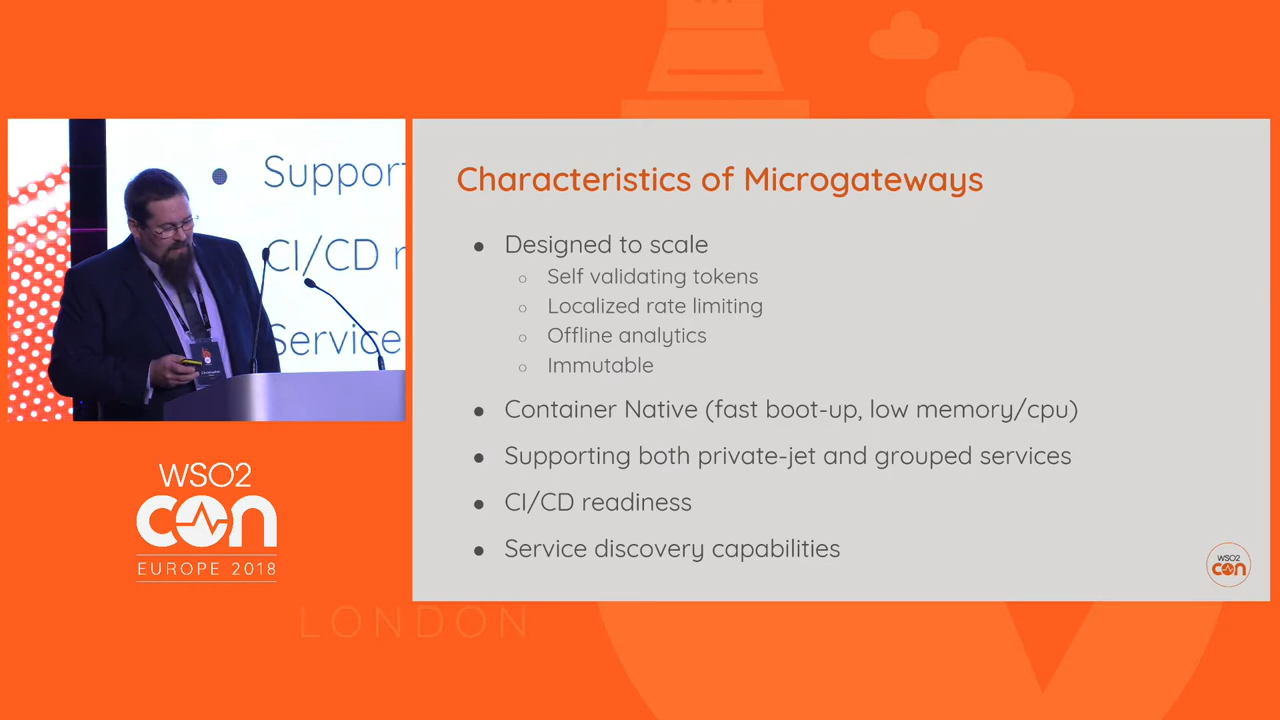 Support
CI/CD r
Service
Christopher
WSO2
CON
EUROPE 2018
LONDON
Characteristics of Microgateways
● Designed to scale
○ Self validating tokens
○ Localized rate limiting
○ Offline analytics
○ Immutable
● Container Native (fast boot-up, low memory/cpu)
● Supporting both private-jet and grouped services
● CI/CD readiness
● Service discovery capabilities
WSO2
CON